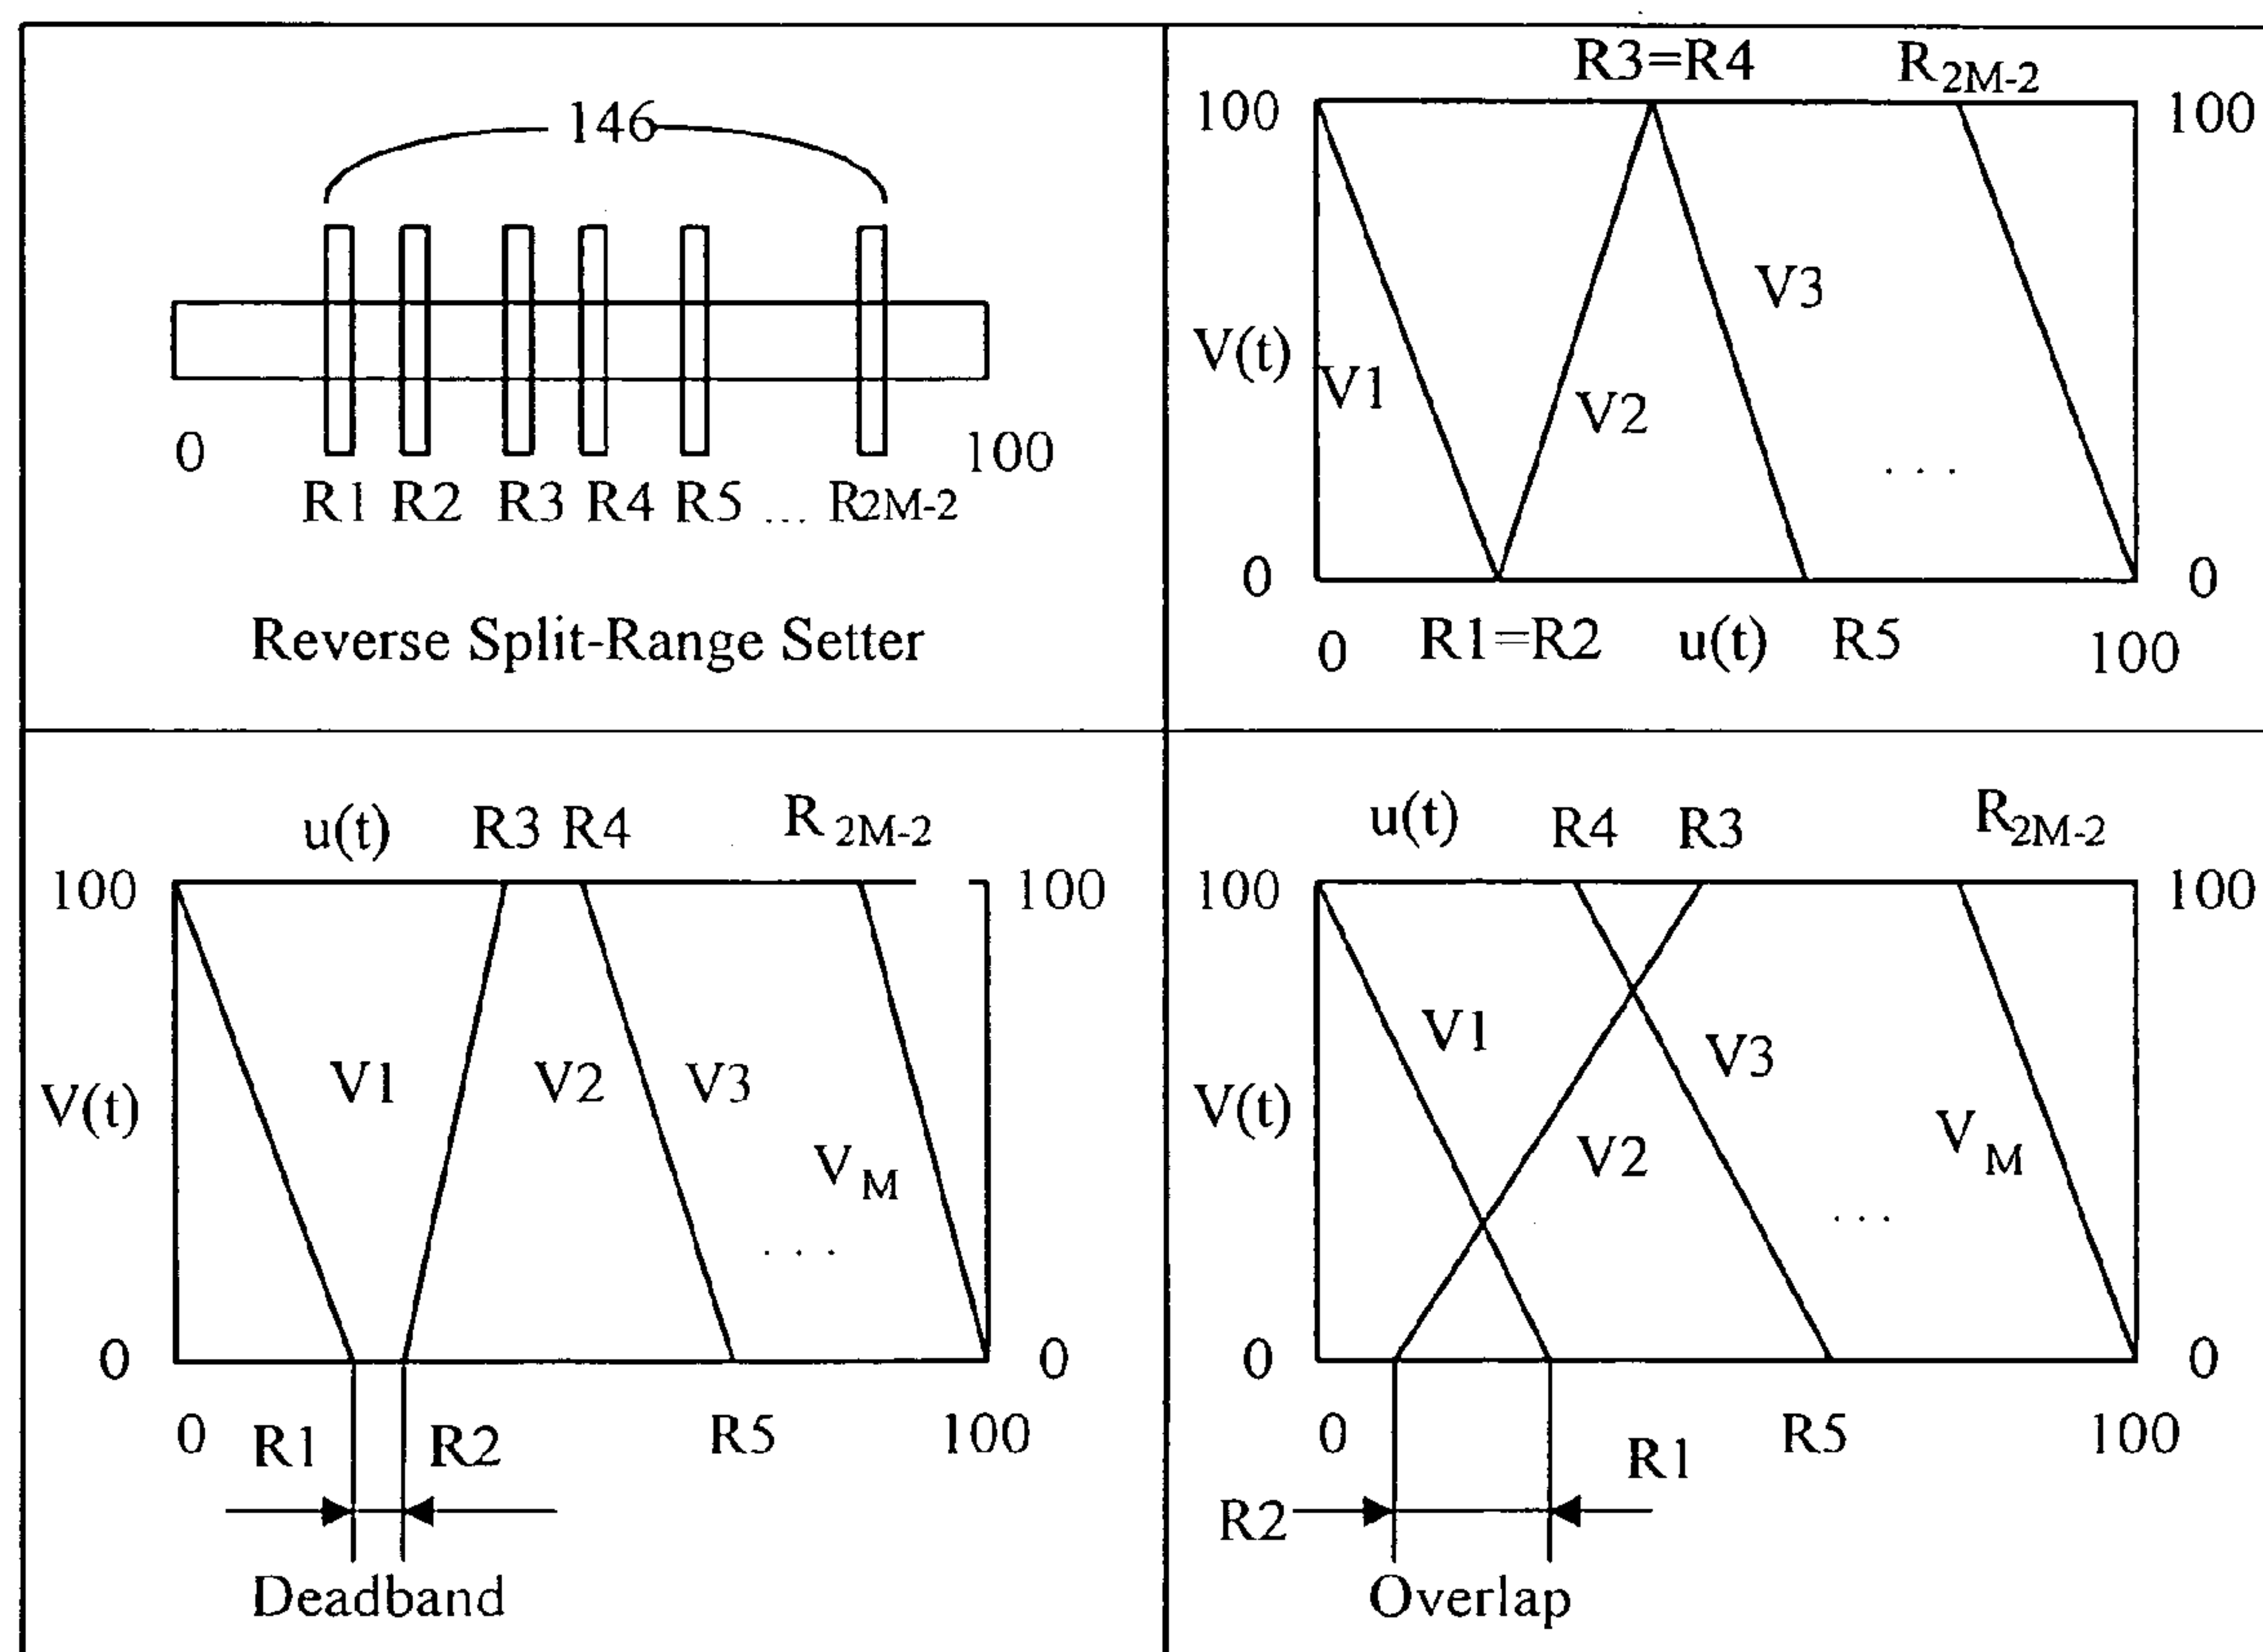 146
0 100
R1 R2 R3 R4 R5 ... R2M-2
Reverse Split-Range Setter
R3=R4 R2M-2
100 100
V3
V(t) V1
V2
...
0 0
0 R1=R2 u(t) R5 100
u(t) R3 R4 R2M-2
100 100
V1 V2 V3
V(t)
VM
...
0 0
0 R1 R2 R5 100
Deadband
u(t) R4 R3 R2M-2
100 100
V1 V3
V(t)
V2 VM
...
0 0
0 R1 R5 100
R2
Overlap